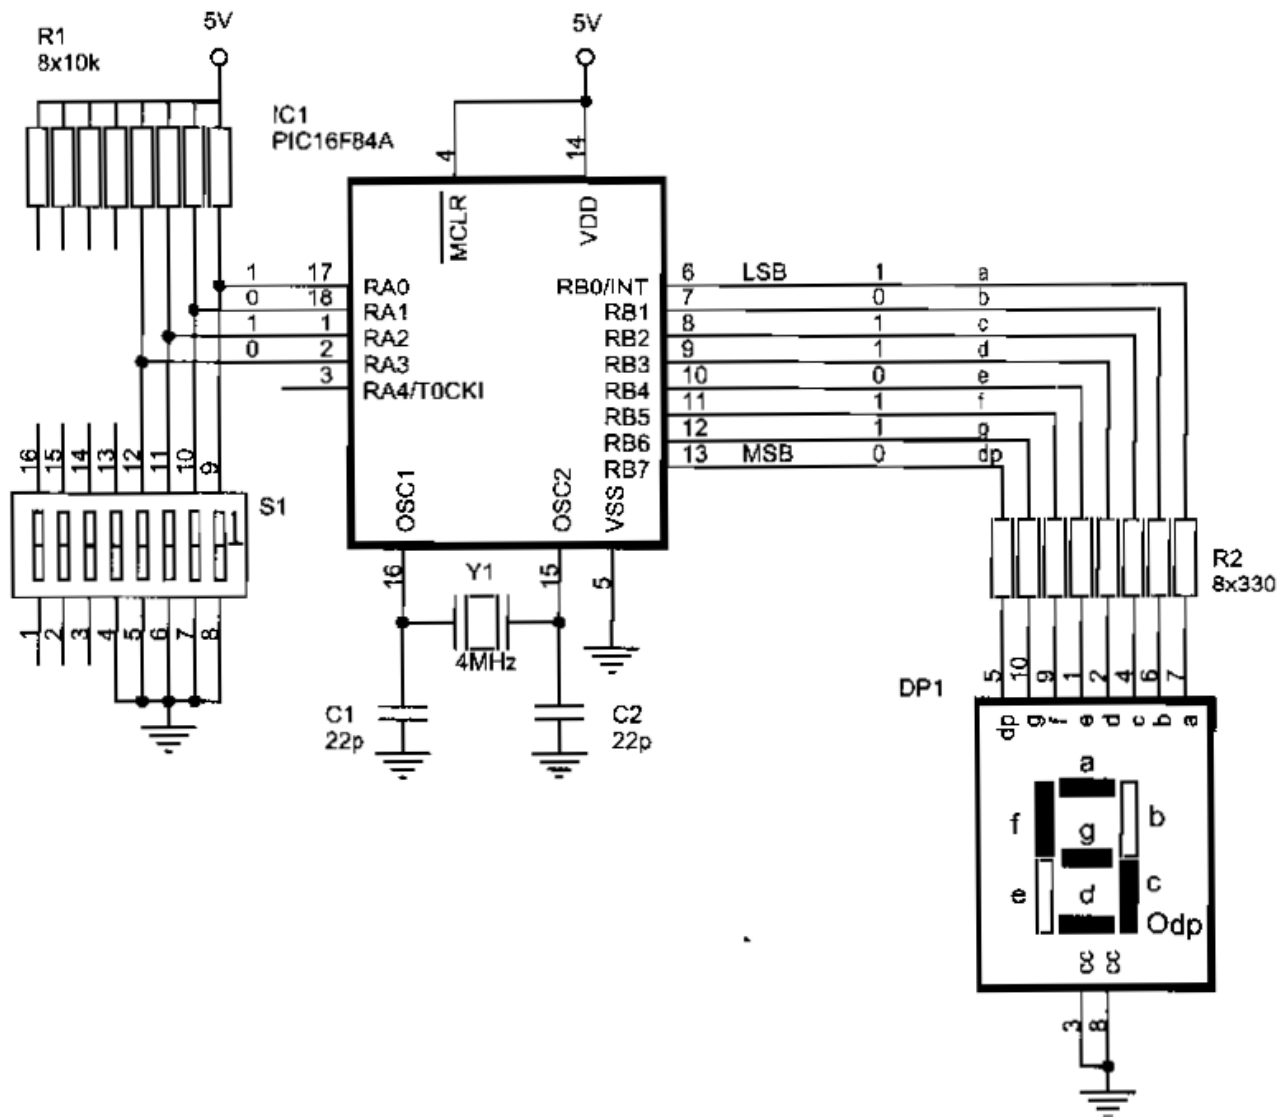 R1
8x10k
5V
5V
IC1
PIC16F84A
4
14
MCLR
VDD
1 17 RA0
0 18 RA1
1 1 RA2
0 2 RA3
3 RA4/T0CKI
RB0/INT 6 LSB 1 a
RB1 7 0 b
RB2 8 1 c
RB3 9 1 d
RB4 10 0 e
RB5 11 1 f
RB6 12 1 g
RB7 13 MSB 0 dp
OSC1
OSC2
VSS
16 15 14 13 12 11 10 9
S1
1
1 2 3 4 5 6 7 8
16
Y1
15
5
4MHz
C1
22p
C2
22p
R2
8x330
5 10 9 1 2 4 6 7
DP1
dp g f e d c b a
a
f
g
b
e
d
c
dp
cc cc
3 8